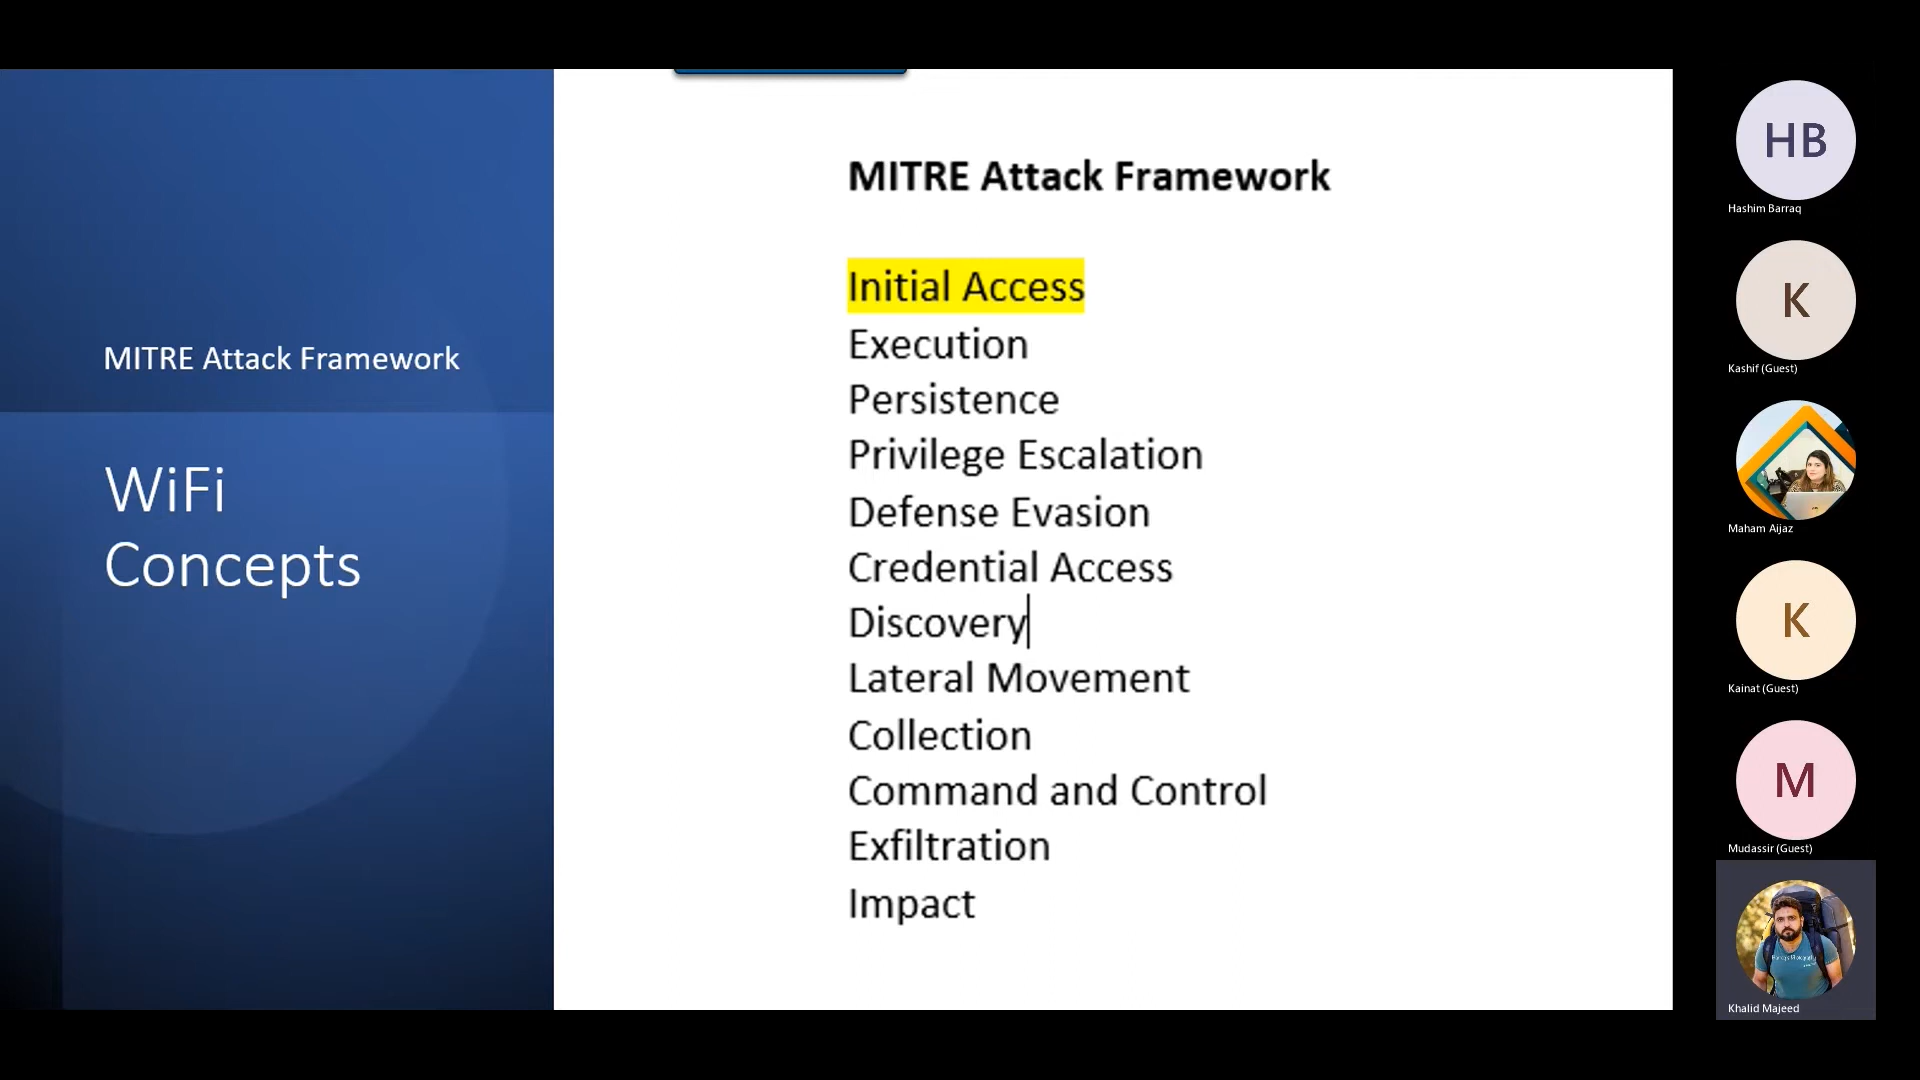 MITRE Attack Framework
WiFi
Concepts
MITRE Attack Framework
Initial Access
Execution
Persistence
Privilege Escalation
Defense Evasion
Credential Access
Discovery
Lateral Movement
Collection
Command and Control
Exfiltration
Impact
HB
Hashim Barraq
K
Kashif (Guest)
Maham Aijaz
K
Kainat (Guest)
M
Mudassir (Guest)
Khalid Majeed